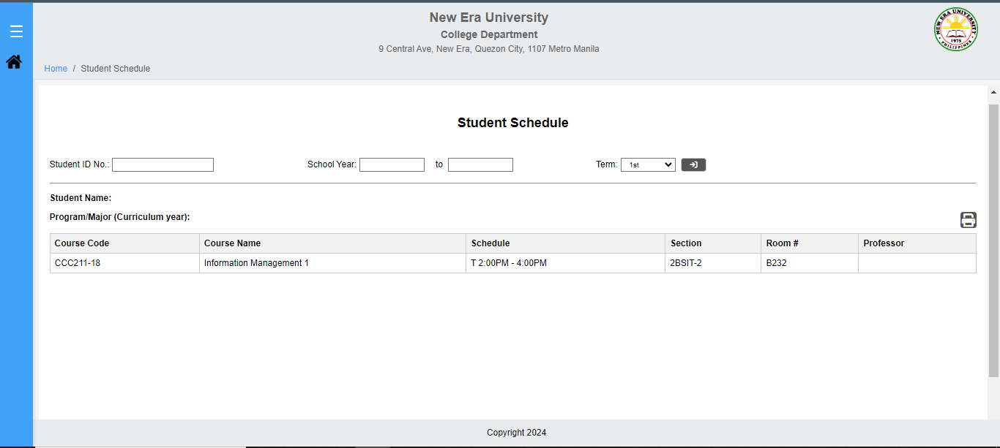 New Era University
College Department
9 Central Ave, New Era, Quezon City, 1107 Metro Manila
NEW ERA UNIVERSITY
1975
PHILIPPINES
Home / Student Schedule
Student Schedule
Student ID No.: School Year: to Term: 1st
Student Name:
Program/Major (Curriculum year):
Course Code Course Name Schedule Section Room # Professor
CCC211-18 Information Management 1 T 2:00PM - 4:00PM 2BSIT-2 B232
Copyright 2024